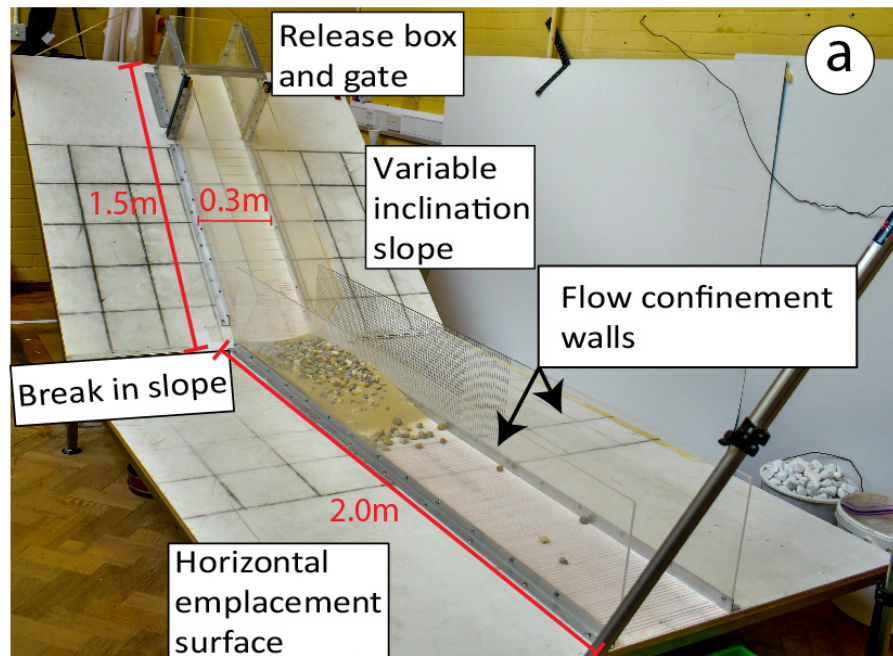 Release box
and gate
a
Variable
inclination
slope
1.5m
0.3m
Flow confinement
walls
Break in slope
2.0m
Horizontal
emplacement
surface